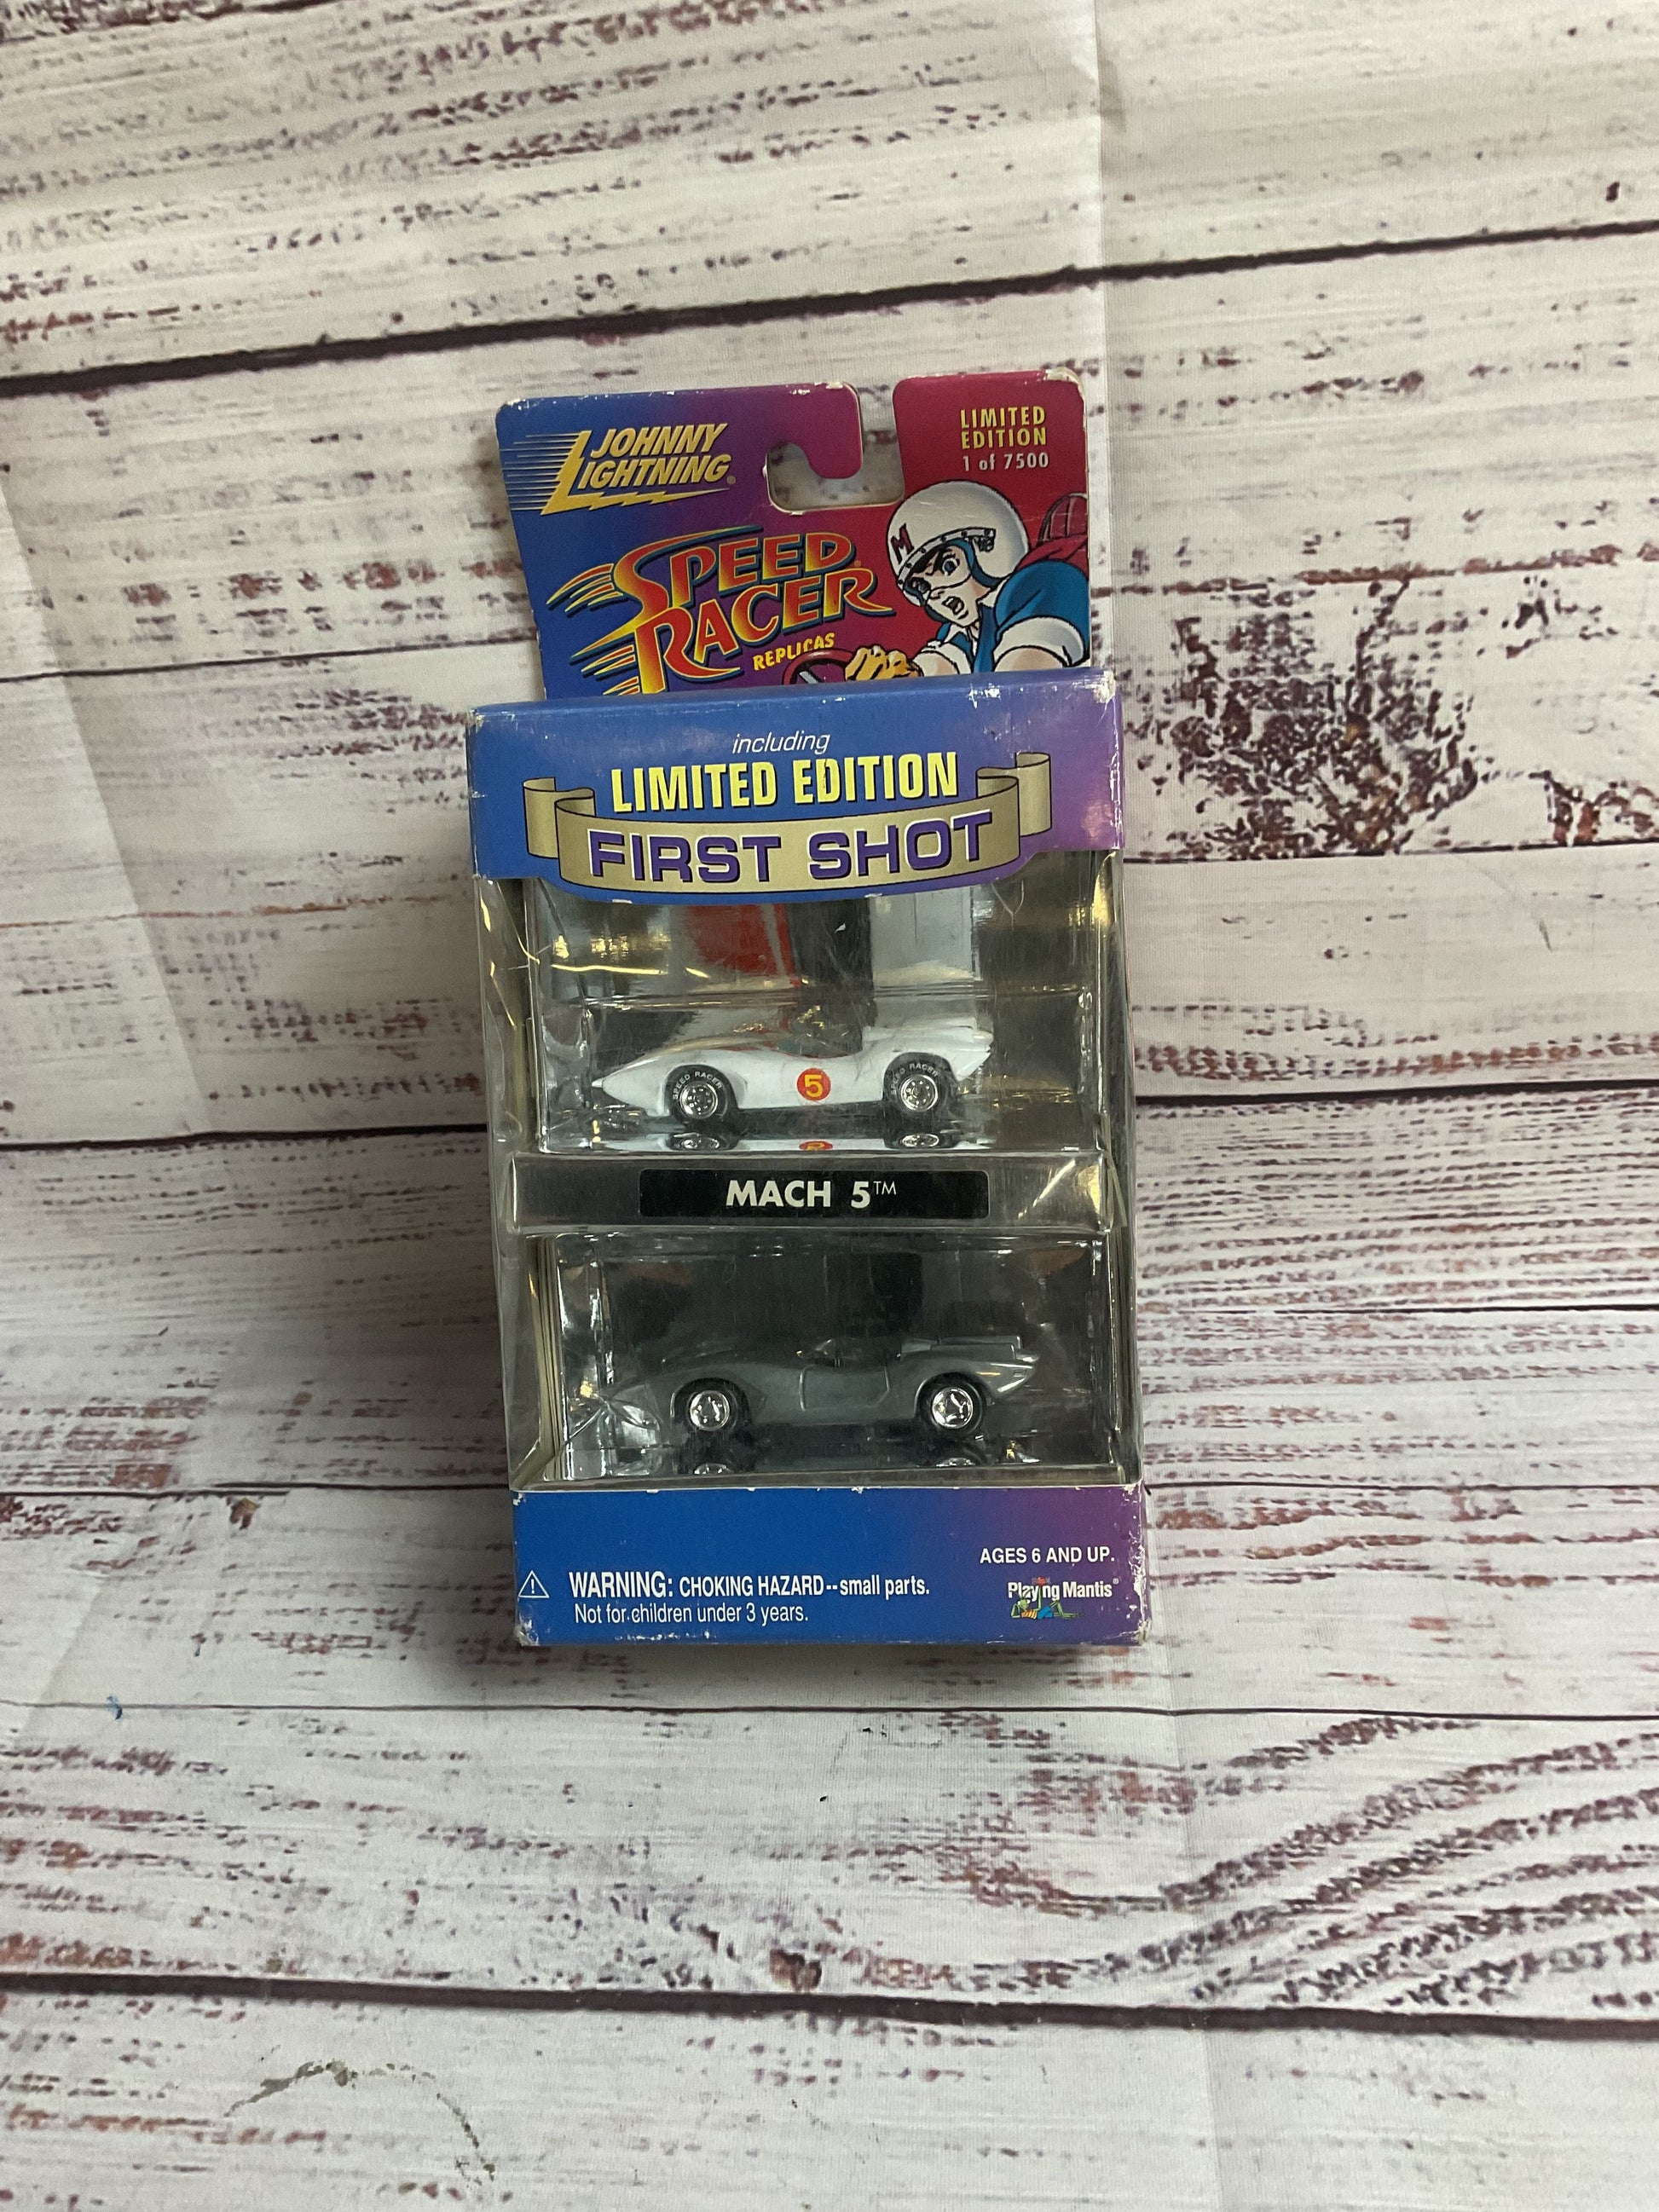 JOHNNY
LIGHTNING®
LIMITED
EDITION
1 of 7500
M
SPEED
RACER®
REPLICAS
including
LIMITED EDITION
FIRST SHOT
SPEED RACER
5
SPEED RACER
MACH 5™
AGES 6 AND UP.
WARNING: CHOKING HAZARD--small parts.
Not for children under 3 years.
Playing Mantis®